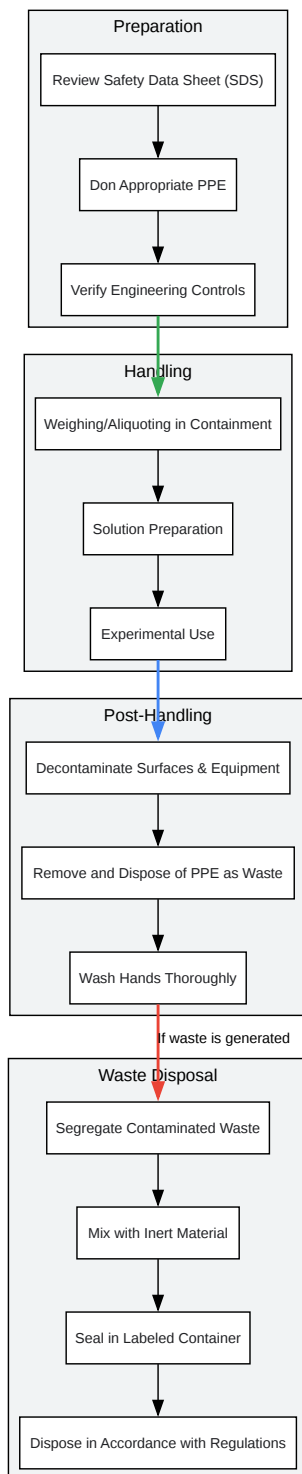 Preparation
Review Safety Data Sheet (SDS)
Don Appropriate PPE
Verify Engineering Controls
Handling
Weighing/Aliquoting in Containment
Solution Preparation
Experimental Use
Post-Handling
Decontaminate Surfaces & Equipment
Remove and Dispose of PPE as Waste
Wash Hands Thoroughly
If waste is generated
Waste Disposal
Segregate Contaminated Waste
Mix with Inert Material
Seal in Labeled Container
Dispose in Accordance with Regulations